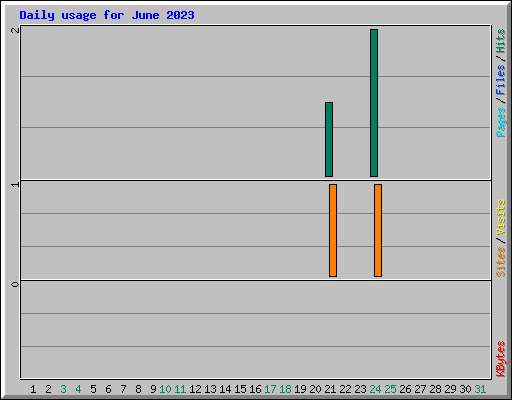 Daily usage for June 2023
2
1
0
Pages / Files / Hits
Sites / Visits
KBytes
1 2 3 4 5 6 7 8 9 10 11 12 13 14 15 16 17 18 19 20 21 22 23 24 25 26 27 28 29 30 31